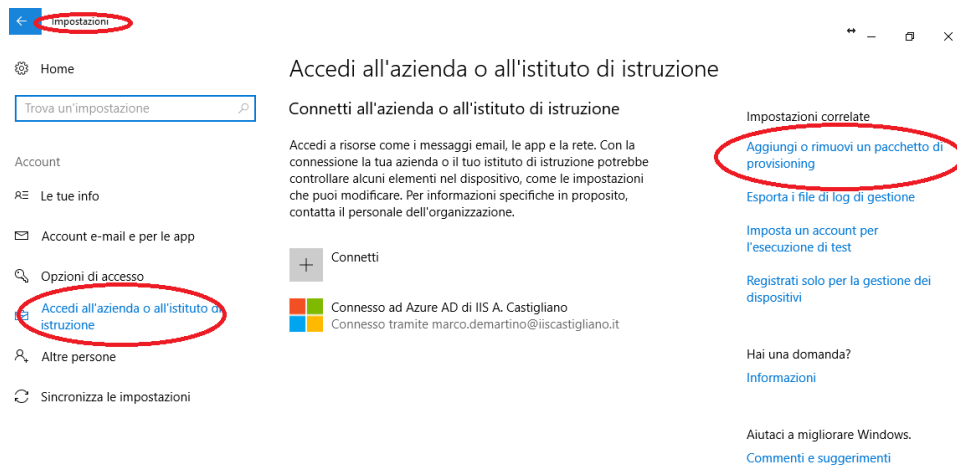 Impostazioni
Home
Trova un'impostazione
Account
Le tue info
Account e-mail e per le app
Opzioni di accesso
Accedi all'azienda o all'istituto di
istruzione
Altre persone
Sincronizza le impostazioni
Accedi all'azienda o all'istituto di istruzione
Connetti all'azienda o all'istituto di istruzione
Accedi a risorse come i messaggi email, le app e la rete. Con la
connessione la tua azienda o il tuo istituto di istruzione potrebbe
controllare alcuni elementi nel dispositivo, come le impostazioni
che puoi modificare. Per informazioni specifiche in proposito,
contatta il personale dell'organizzazione.
Connetti
Connesso ad Azure AD di IIS A. Castigliano
Connesso tramite marco.demartino@iiscastigliano.it
Impostazioni correlate
Aggiungi o rimuovi un pacchetto di
provisioning
Esporta i file di log di gestione
Imposta un account per
l'esecuzione di test
Registrati solo per la gestione dei
dispositivi
Hai una domanda?
Informazioni
Aiutaci a migliorare Windows.
Commenti e suggerimenti